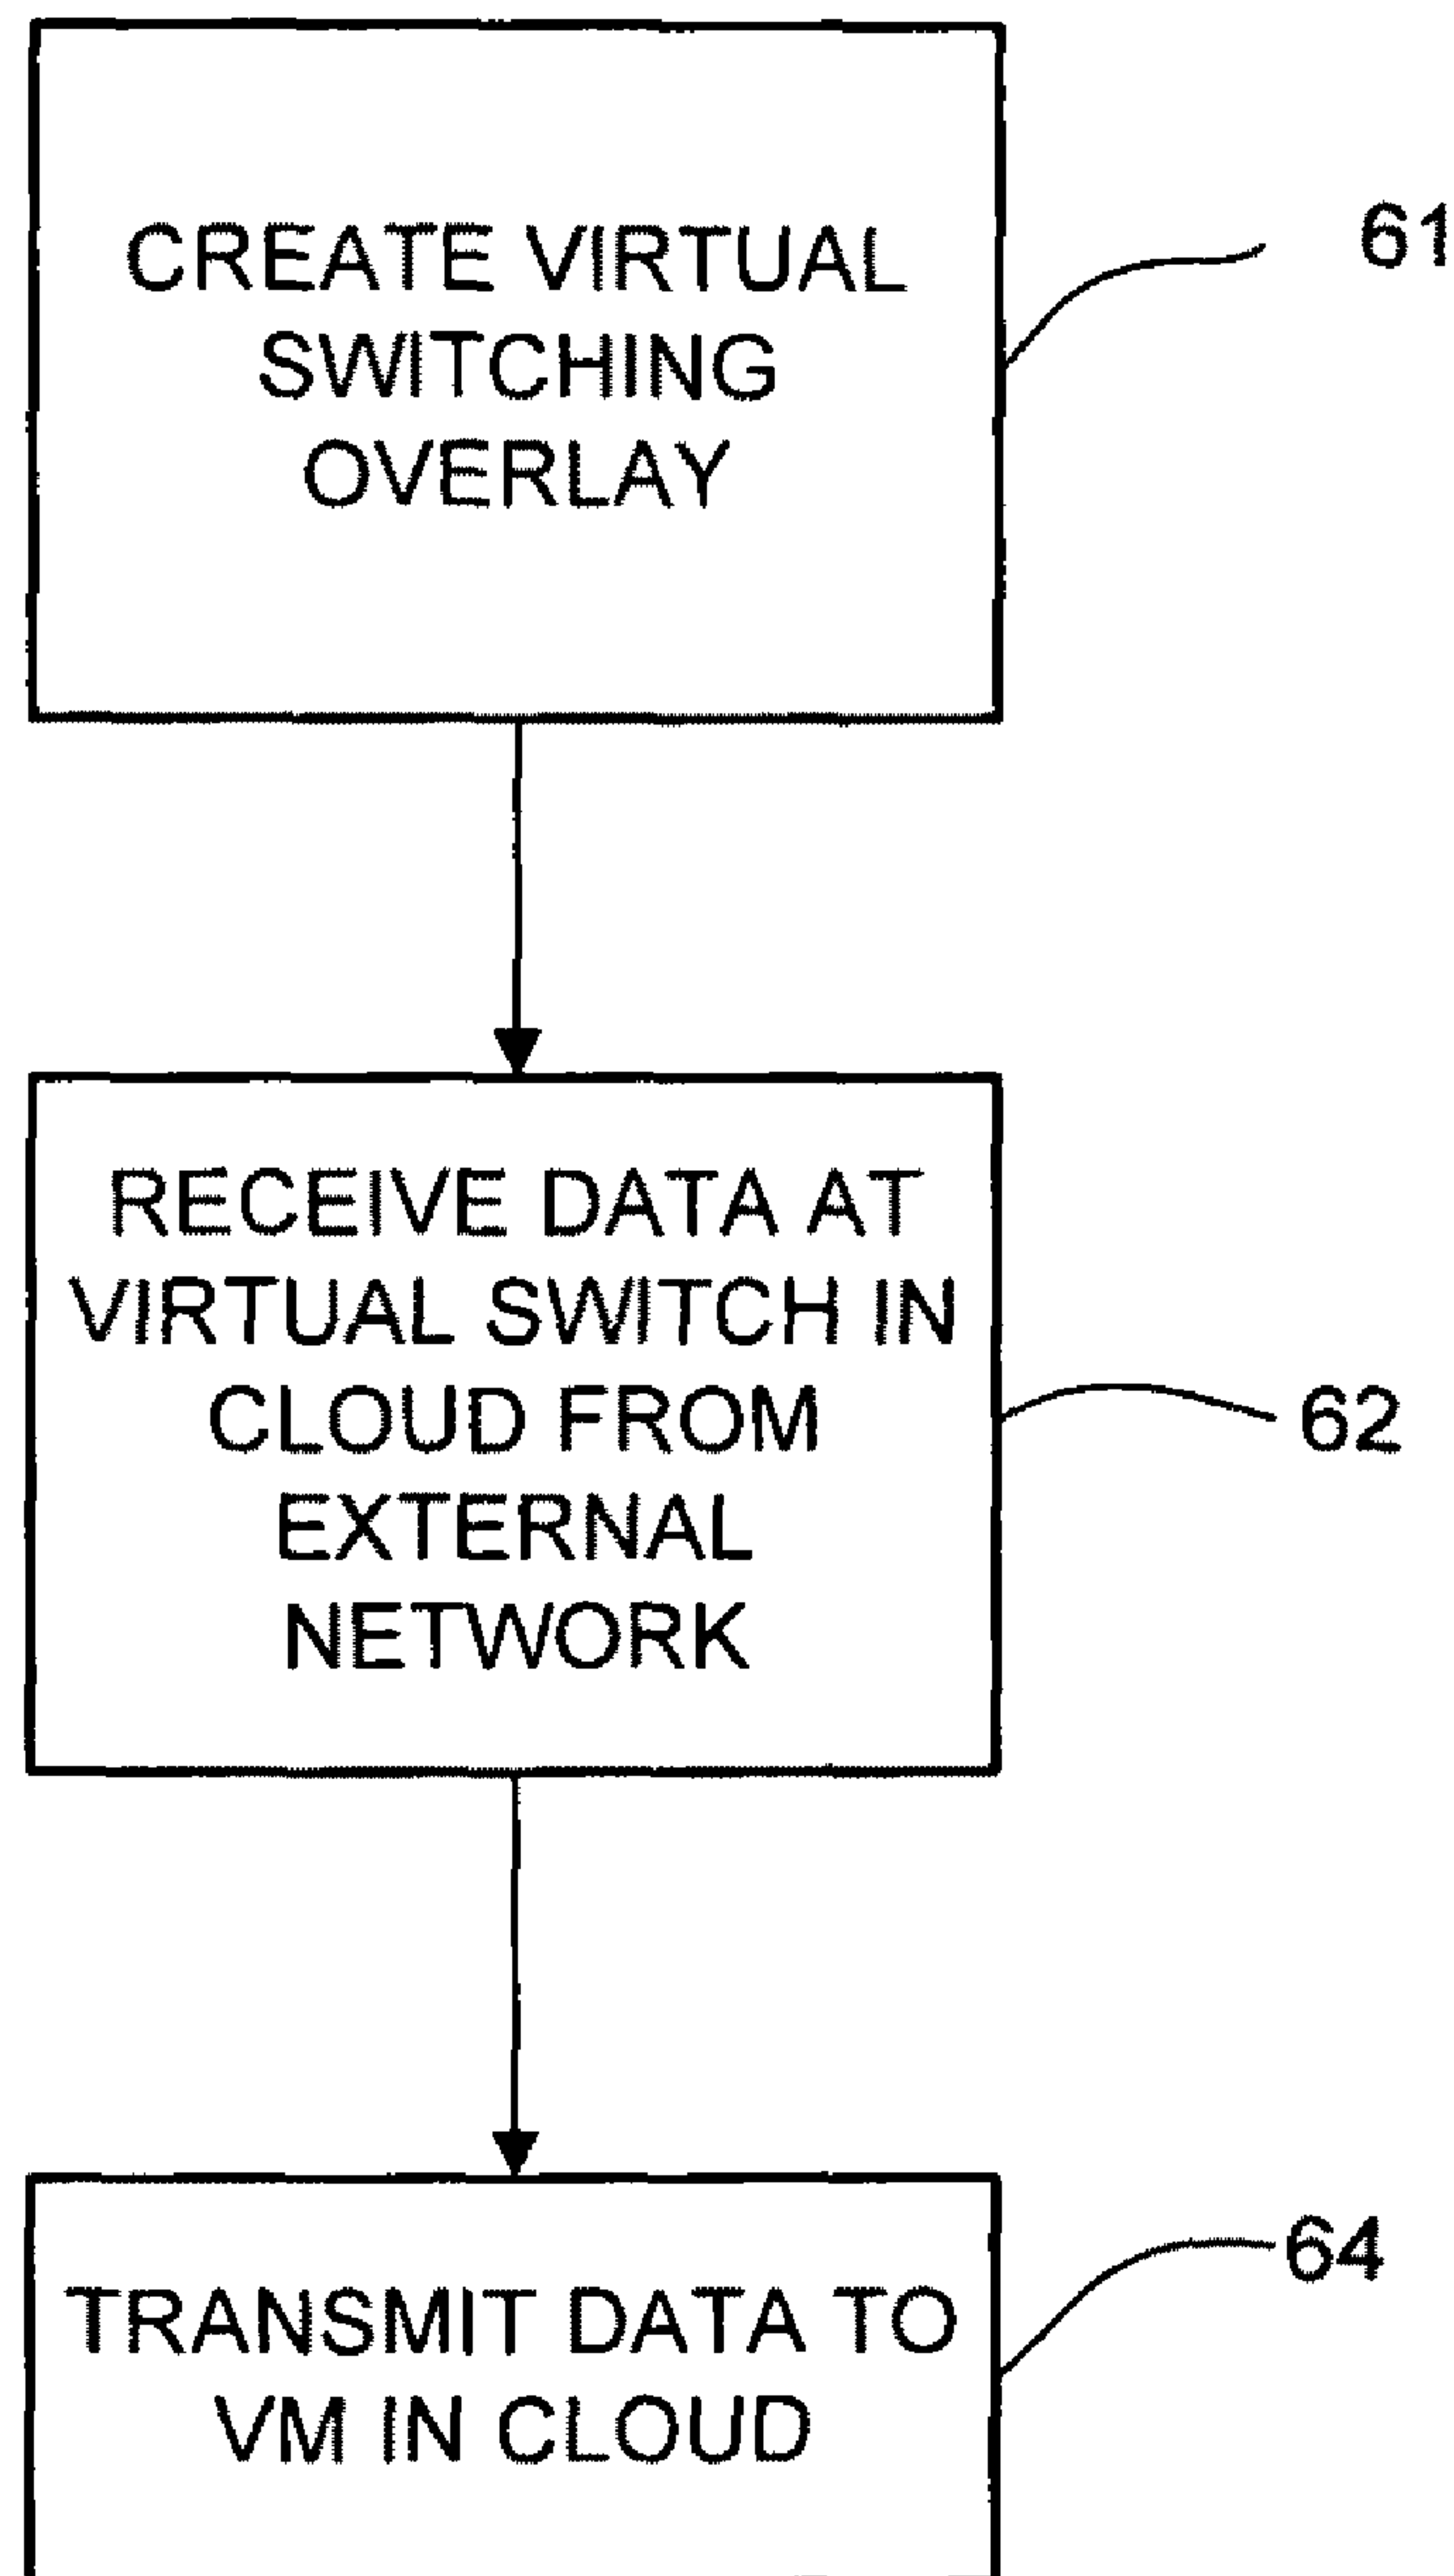 CREATE VIRTUAL
SWITCHING
OVERLAY
61
RECEIVE DATA AT
VIRTUAL SWITCH IN
CLOUD FROM
EXTERNAL
NETWORK
62
TRANSMIT DATA TO
VM IN CLOUD
64